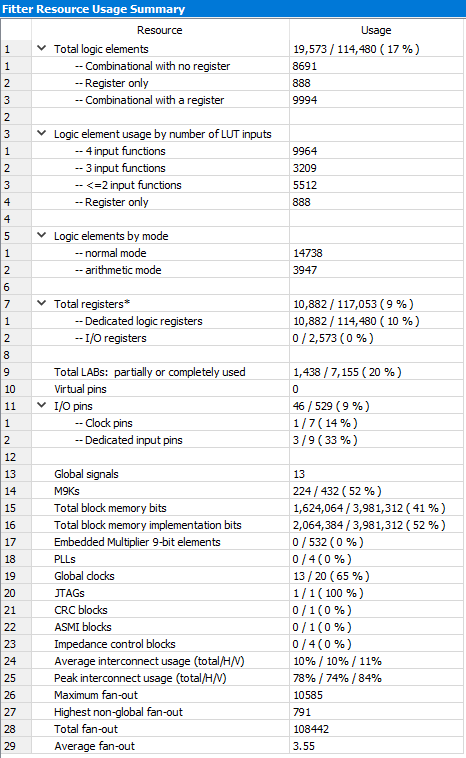 Fitter Resource Usage Summary
Resource Usage
1 Total logic elements 19,573 / 114,480 ( 17 % )
1 -- Combinational with no register 8691
2 -- Register only 888
3 -- Combinational with a register 9994
2
3 Logic element usage by number of LUT inputs
1 -- 4 input functions 9964
2 -- 3 input functions 3209
3 -- <=2 input functions 5512
4 -- Register only 888
4
5 Logic elements by mode
1 -- normal mode 14738
2 -- arithmetic mode 3947
6
7 Total registers* 10,882 / 117,053 ( 9 % )
1 -- Dedicated logic registers 10,882 / 114,480 ( 10 % )
2 -- I/O registers 0 / 2,573 ( 0 % )
8
9 Total LABs: partially or completely used 1,438 / 7,155 ( 20 % )
10 Virtual pins 0
11 I/O pins 46 / 529 ( 9 % )
1 -- Clock pins 1 / 7 ( 14 % )
2 -- Dedicated input pins 3 / 9 ( 33 % )
12
13 Global signals 13
14 M9Ks 224 / 432 ( 52 % )
15 Total block memory bits 1,624,064 / 3,981,312 ( 41 % )
16 Total block memory implementation bits 2,064,384 / 3,981,312 ( 52 % )
17 Embedded Multiplier 9-bit elements 0 / 532 ( 0 % )
18 PLLs 0 / 4 ( 0 % )
19 Global clocks 13 / 20 ( 65 % )
20 JTAGs 1 / 1 ( 100 % )
21 CRC blocks 0 / 1 ( 0 % )
22 ASMI blocks 0 / 1 ( 0 % )
23 Impedance control blocks 0 / 4 ( 0 % )
24 Average interconnect usage (total/H/V) 10% / 10% / 11%
25 Peak interconnect usage (total/H/V) 78% / 74% / 84%
26 Maximum fan-out 10585
27 Highest non-global fan-out 791
28 Total fan-out 108442
29 Average fan-out 3.55